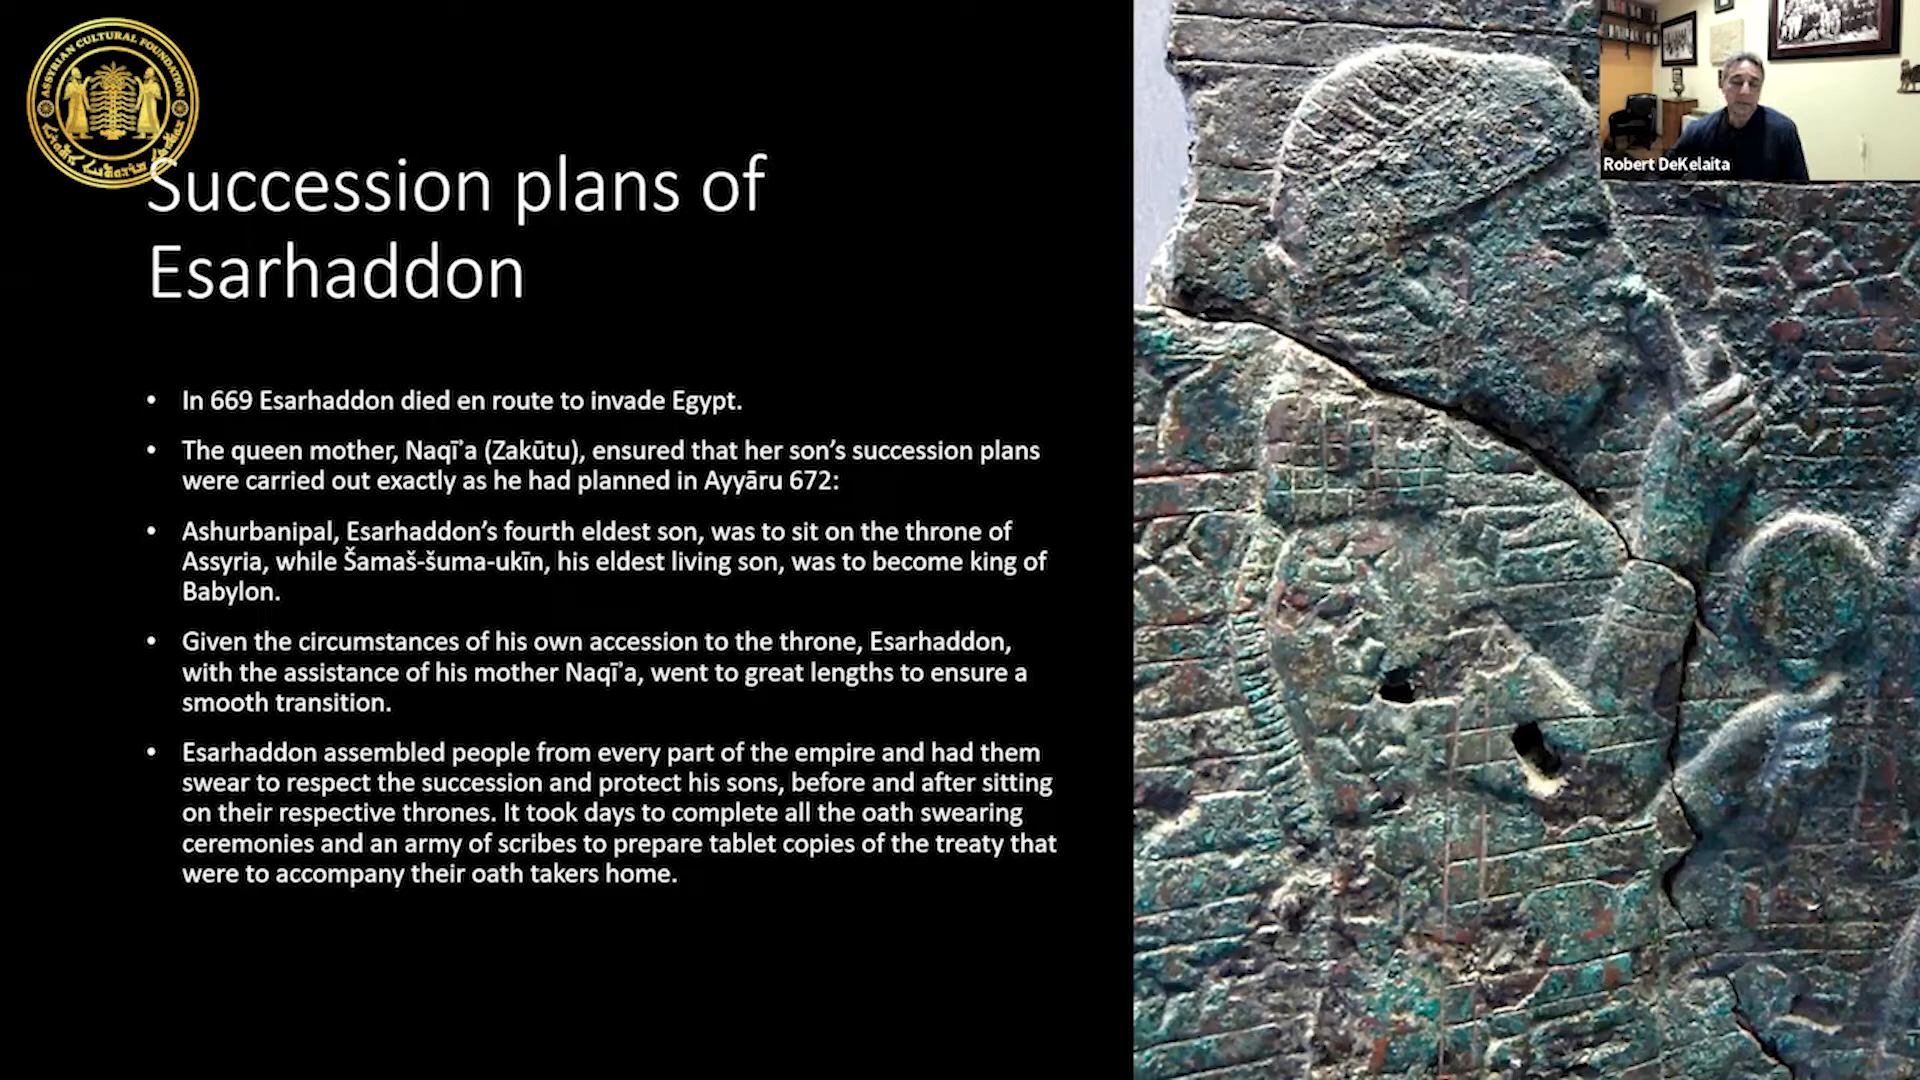 ASSYRIAN CULTURAL FOUNDATION
Succession plans of
Esarhaddon
• In 669 Esarhaddon died en route to invade Egypt.
• The queen mother, Naqīʾa (Zakūtu), ensured that her son’s succession plans
were carried out exactly as he had planned in Ayyāru 672:
• Ashurbanipal, Esarhaddon’s fourth eldest son, was to sit on the throne of
Assyria, while Šamaš-šuma-ukīn, his eldest living son, was to become king of
Babylon.
• Given the circumstances of his own accession to the throne, Esarhaddon,
with the assistance of his mother Naqīʾa, went to great lengths to ensure a
smooth transition.
• Esarhaddon assembled people from every part of the empire and had them
swear to respect the succession and protect his sons, before and after sitting
on their respective thrones. It took days to complete all the oath swearing
ceremonies and an army of scribes to prepare tablet copies of the treaty that
were to accompany their oath takers home.
Robert DeKelaita